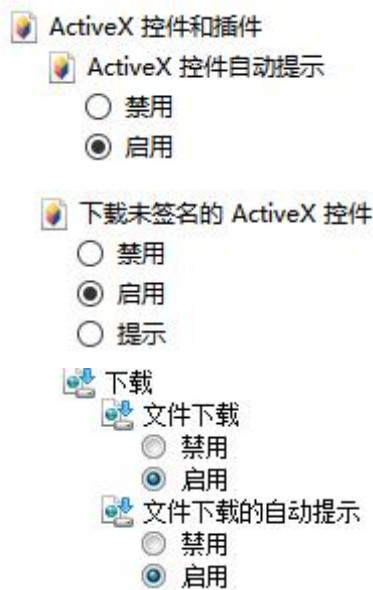 ActiveX 控件和插件
ActiveX 控件自动提示
禁用
启用
下载未签名的 ActiveX 控件
禁用
启用
提示
下载
文件下载
禁用
启用
文件下载的自动提示
禁用
启用